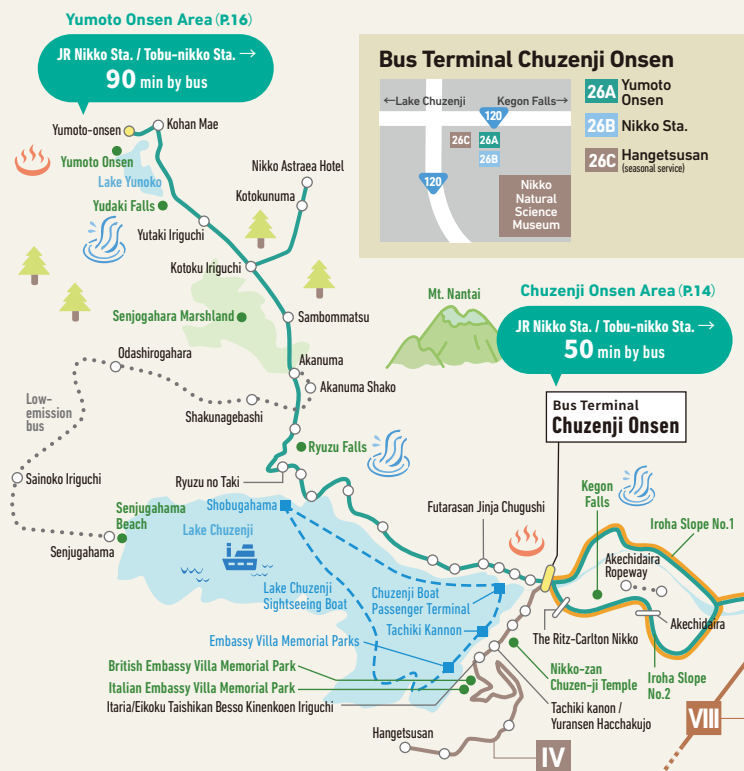 Yumoto Onsen Area (P.16)
JR Nikko Sta. / Tobu-nikko Sta. →
90 min by bus
Bus Terminal Chuzenji Onsen
←Lake Chuzenji
Kegon Falls→
120
26C
26A
26B
120
Nikko
Natural
Science
Museum
26A Yumoto
Onsen
26B Nikko Sta.
26C Hangetsusan
(seasonal service)
Yumoto-onsen
Kohan Mae
Yumoto Onsen
Lake Yunoko
Nikko Astraea Hotel
Kotokunuma
Yudaki Falls
Yutaki Iriguchi
Kotoku Iriguchi
Senjogahara Marshland
Sambommatsu
Mt. Nantai
Chuzenji Onsen Area (P.14)
JR Nikko Sta. / Tobu-nikko Sta. →
50 min by bus
Odashirogahara
Akanuma
Akanuma Shako
Low-
emission
bus
Shakunagebashi
Bus Terminal
Chuzenji Onsen
Ryuzu Falls
Sainoko Iriguchi
Ryuzu no Taki
Kegon
Falls
Senjugahama
Beach
Shobugahama
Futarasan Jinja Chugushi
Iroha Slope No.1
Senjugahama
Lake Chuzenji
Akechidaira
Ropeway
Lake Chuzenji
Sightseeing Boat
Chuzenji Boat
Passenger Terminal
Akechidaira
Tachiki Kannon
The Ritz-Carlton Nikko
Embassy Villa Memorial Parks
British Embassy Villa Memorial Park
Nikko-zan
Chuzen-ji Temple
Iroha Slope
No.2
Italian Embassy Villa Memorial Park
Itaria/Eikoku Taishikan Besso Kinenkoen Iriguchi
Tachiki kanon /
Yuransen Hacchakujo
VIII
Hangetsusan
IV